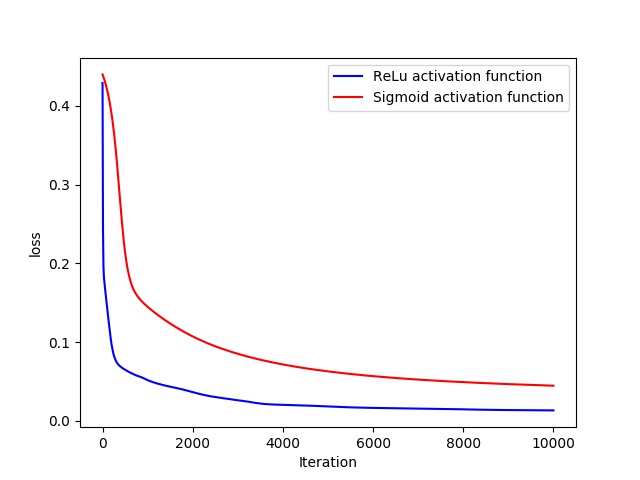 ReLu activation function
Sigmoid activation function
0.4
0.3
0.2
0.1
0.0
loss
0 2000 4000 6000 8000 10000
Iteration